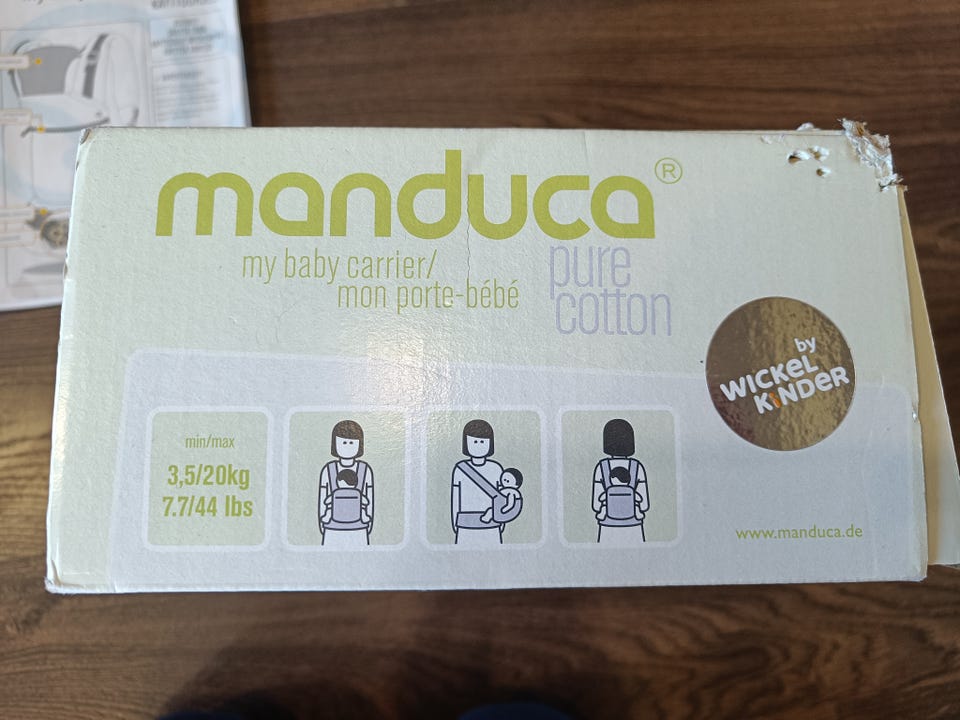 manduca®
my baby carrier/
mon porte-bébé
pure
cotton
by
WICKEL
KINDER
min/max
3,5/20kg
7.7/44 lbs
www.manduca.de